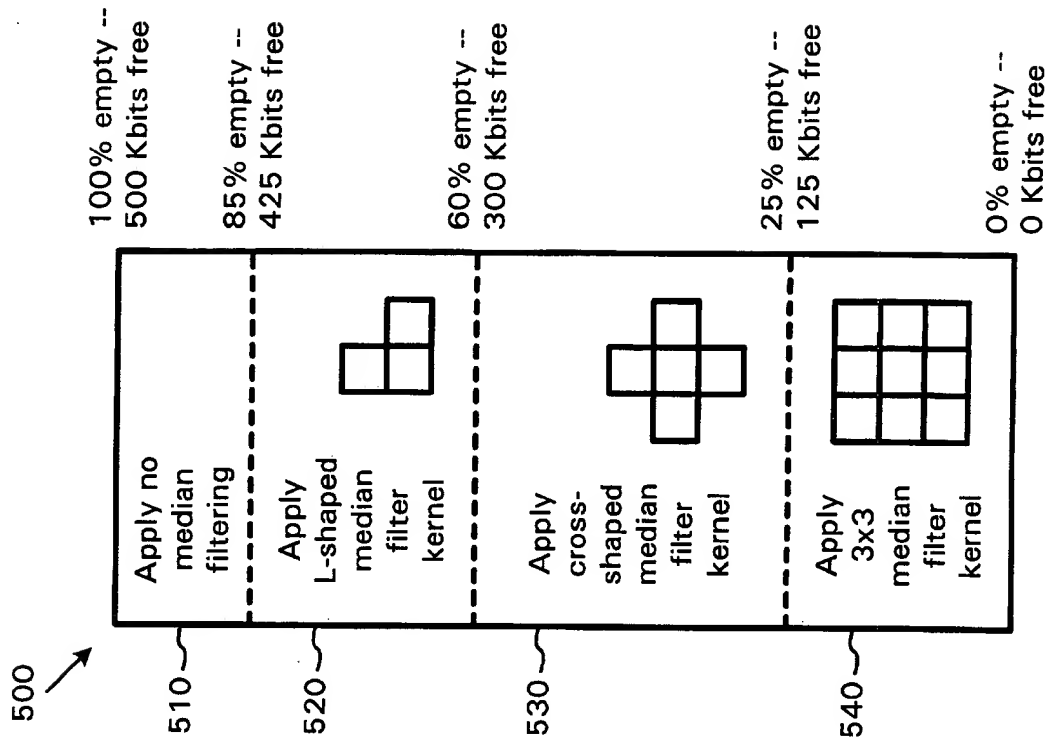 500
100% empty --
500 Kbits free
510
Apply no
median
filtering
85% empty --
425 Kbits free
520
Apply
L-shaped
median
filter
kernel
60% empty --
300 Kbits free
530
Apply
cross-
shaped
median
filter
kernel
25% empty --
125 Kbits free
540
Apply
3x3
median
filter
kernel
0% empty --
0 Kbits free